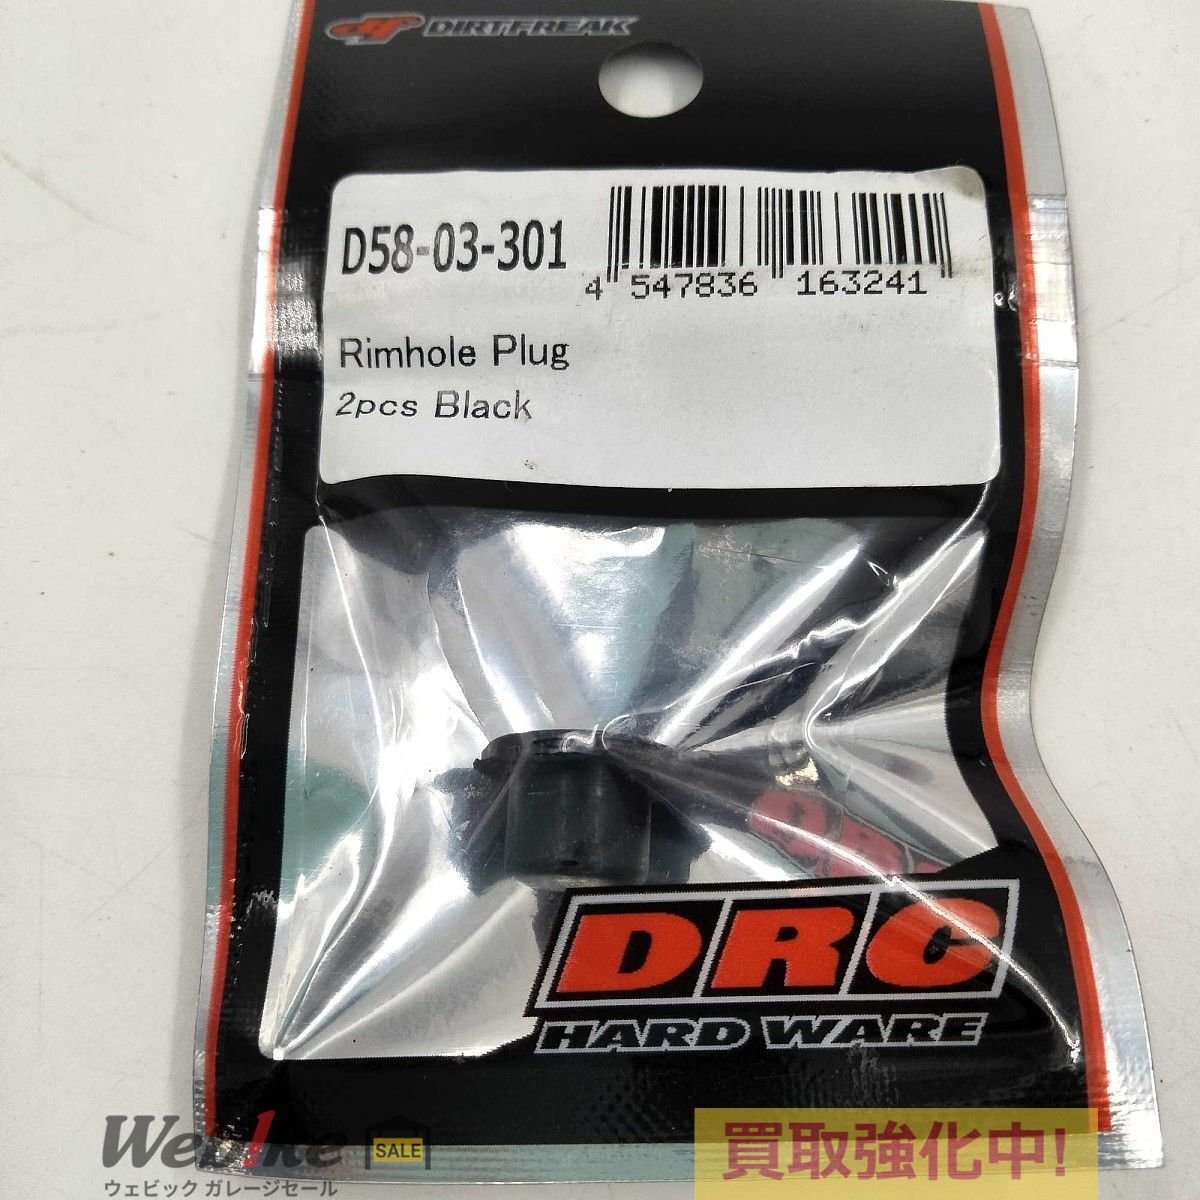 DIRTFREAK
D58-03-301
4 547836 163241
Rimhole Plug
2pcs Black
DRC
HARD WARE
Webike
SALE
ウェビック ガレージセール
買取強化中!